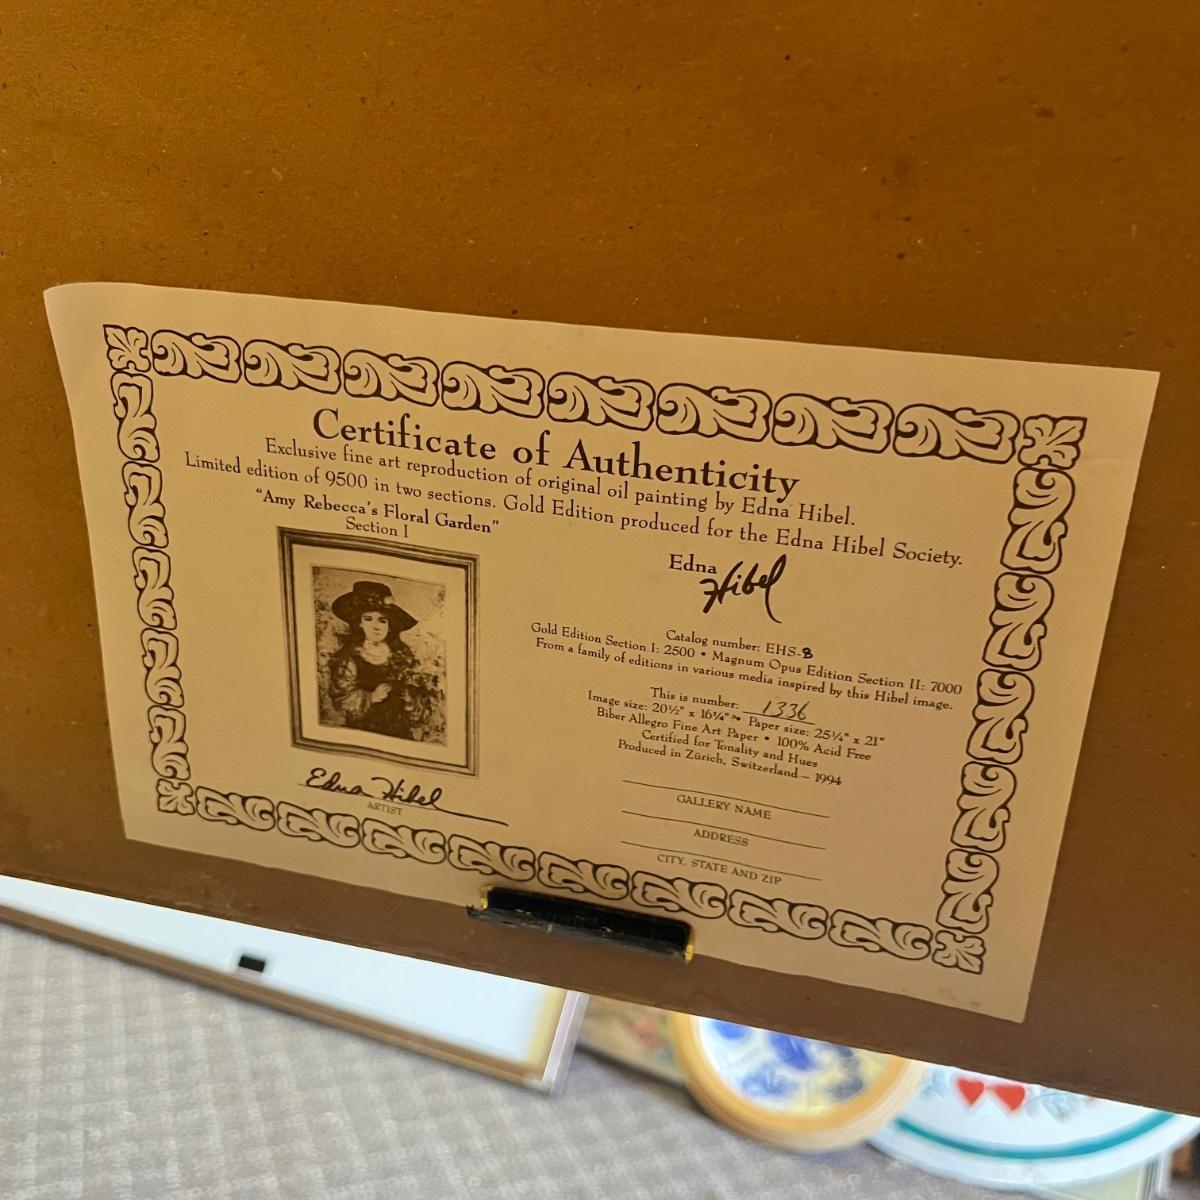 Certificate of Authenticity
Exclusive fine art reproduction of original oil painting by Edna Hibel.
Limited edition of 9500 in two sections. Gold Edition produced for the Edna Hibel Society.
"Amy Rebecca's Floral Garden"
Section I
Edna Hibel
ARTIST
Edna Hibel
Catalog number: EHS-8
Gold Edition Section I: 2500 • Magnum Opus Edition Section II: 7000
From a family of editions in various media inspired by this Hibel image.
This is number: 1336
Image size: 20½" x 16¼" • Paper size: 25¼" x 21"
Biber Allegro Fine Art Paper • 100% Acid Free
Certified for Tonality and Hues
Produced in Zürich, Switzerland – 1994
GALLERY NAME
ADDRESS
CITY, STATE AND ZIP